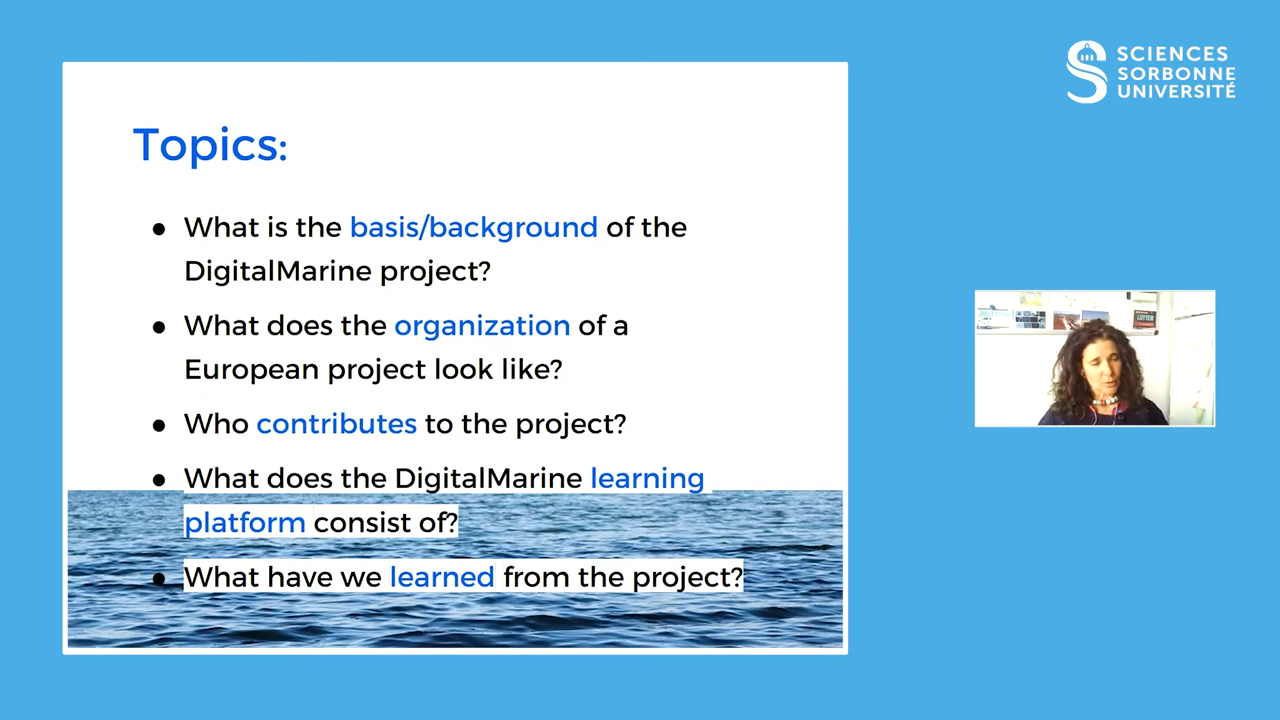 SCIENCES
SORBONNE
UNIVERSITÉ
Topics:
● What is the basis/background of the
DigitalMarine project?
● What does the organization of a
European project look like?
● Who contributes to the project?
● What does the DigitalMarine learning
platform consist of?
● What have we learned from the project?